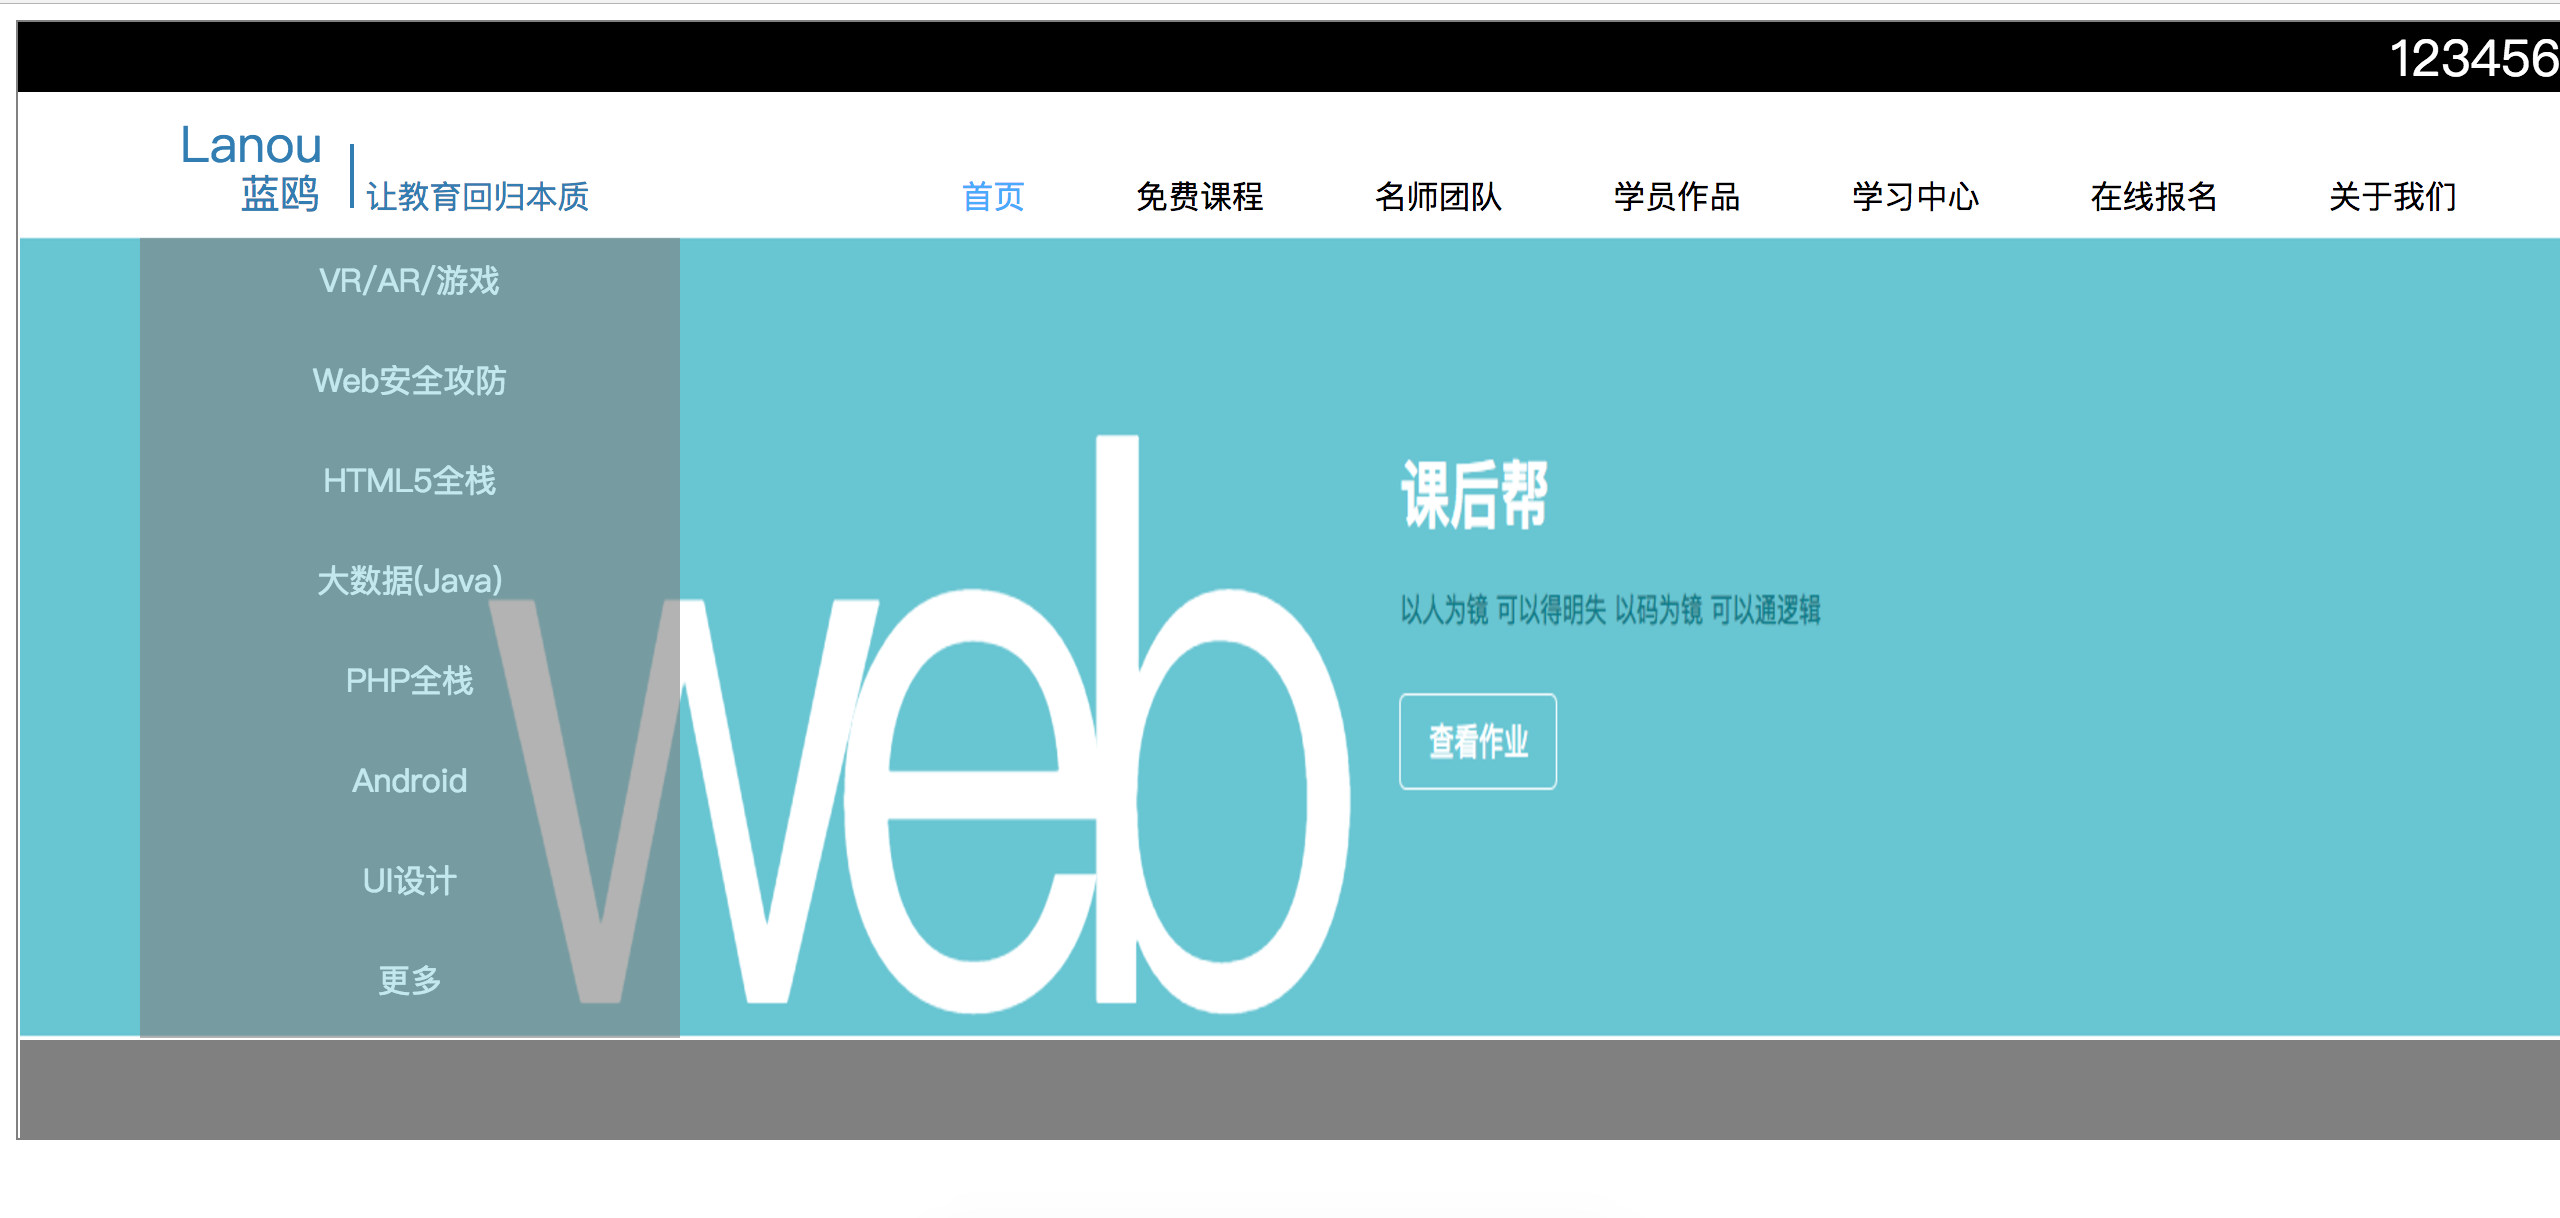 123456
Lanou
蓝鸥
让教育回归本质
首页 免费课程 名师团队 学员作品 学习中心 在线报名 关于我们
VR/AR/游戏
Web安全攻防
HTML5全栈
大数据(Java)
PHP全栈
Android
UI设计
更多
web
课后帮
以人为镜 可以得明失 以码为镜 可以通逻辑
查看作业